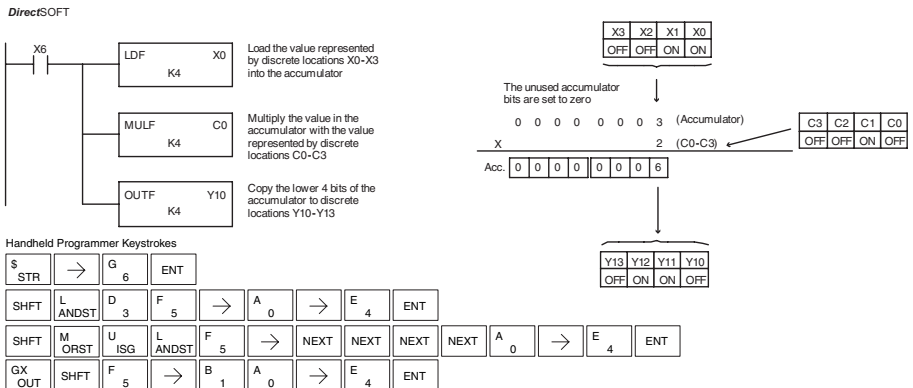 DirectSOFT
X6
LDF X0
K4
Load the value represented
by discrete locations X0-X3
into the accumulator
MULF C0
K4
Multiply the value in the
accumulator with the value
represented by discrete
locations C0-C3
OUTF Y10
K4
Copy the lower 4 bits of the
accumulator to discrete
locations Y10-Y13
X3 X2 X1 X0
OFF OFF ON ON
The unused accumulator
bits are set to zero
0 0 0 0 0 0 0 3 (Accumulator)
X 2 (C0-C3)
C3 C2 C1 C0
OFF OFF ON OFF
Acc. 0 0 0 0 0 0 0 6
Y13 Y12 Y11 Y10
OFF ON ON OFF
Handheld Programmer Keystrokes
$ STR → G 6 ENT
SHFT L ANDST D 3 F 5 → A 0 → E 4 ENT
SHFT M ORST U ISG L ANDST F 5 → NEXT NEXT NEXT NEXT A 0 → E 4 ENT
GX OUT SHFT F 5 → B 1 A 0 → E 4 ENT